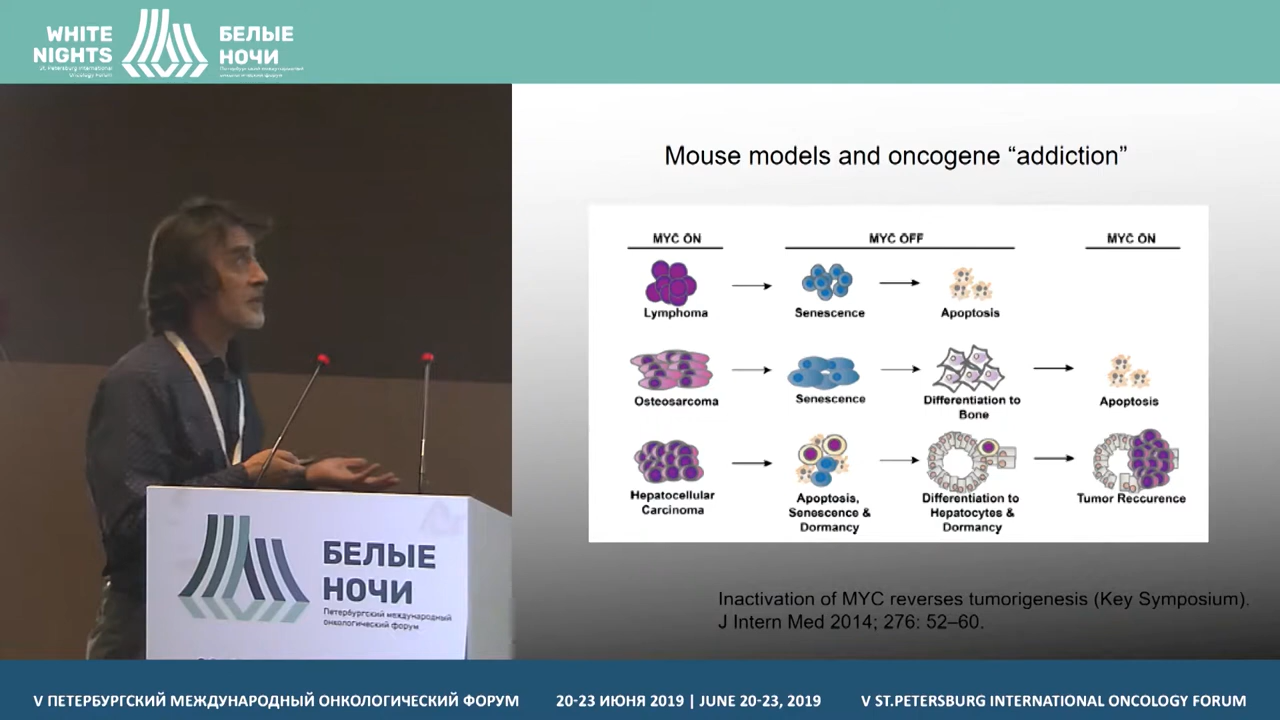 WHITE
NIGHTS
St. Petersburg International
Oncology Forum
БЕЛЫЕ
НОЧИ
Петербургский международный
онкологический форум
Mouse models and oncogene “addiction”
MYC ON
MYC OFF
MYC ON
Lymphoma
Senescence
Apoptosis
Osteosarcoma
Senescence
Differentiation to
Bone
Apoptosis
Hepatocellular
Carcinoma
Apoptosis,
Senescence &
Dormancy
Differentiation to
Hepatocytes &
Dormancy
Tumor Reccurence
Inactivation of MYC reverses tumorigenesis (Key Symposium).
J Intern Med 2014; 276: 52–60.
БЕЛЫЕ
НОЧИ
Петербургский международный
онкологический форум
V ПЕТЕРБУРГСКИЙ МЕЖДУНАРОДНЫЙ ОНКОЛОГИЧЕСКИЙ ФОРУМ
20-23 ИЮНЯ 2019 | JUNE 20-23, 2019
V ST.PETERSBURG INTERNATIONAL ONCOLOGY FORUM